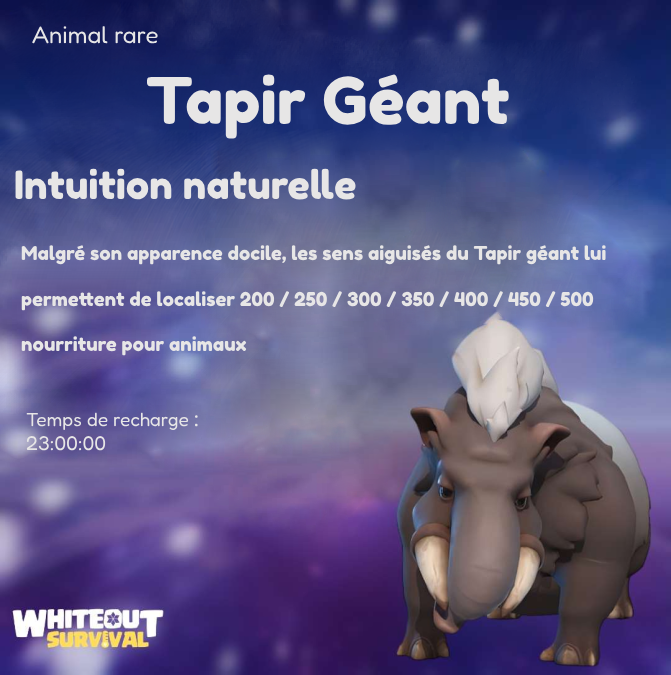 Animal rare
Tapir Géant
Intuition naturelle
Malgré son apparence docile, les sens aiguisés du Tapir géant lui
permettent de localiser 200 / 250 / 300 / 350 / 400 / 450 / 500
nourriture pour animaux
Temps de recharge :
23:00:00
WHITEOUT
SURVIVAL